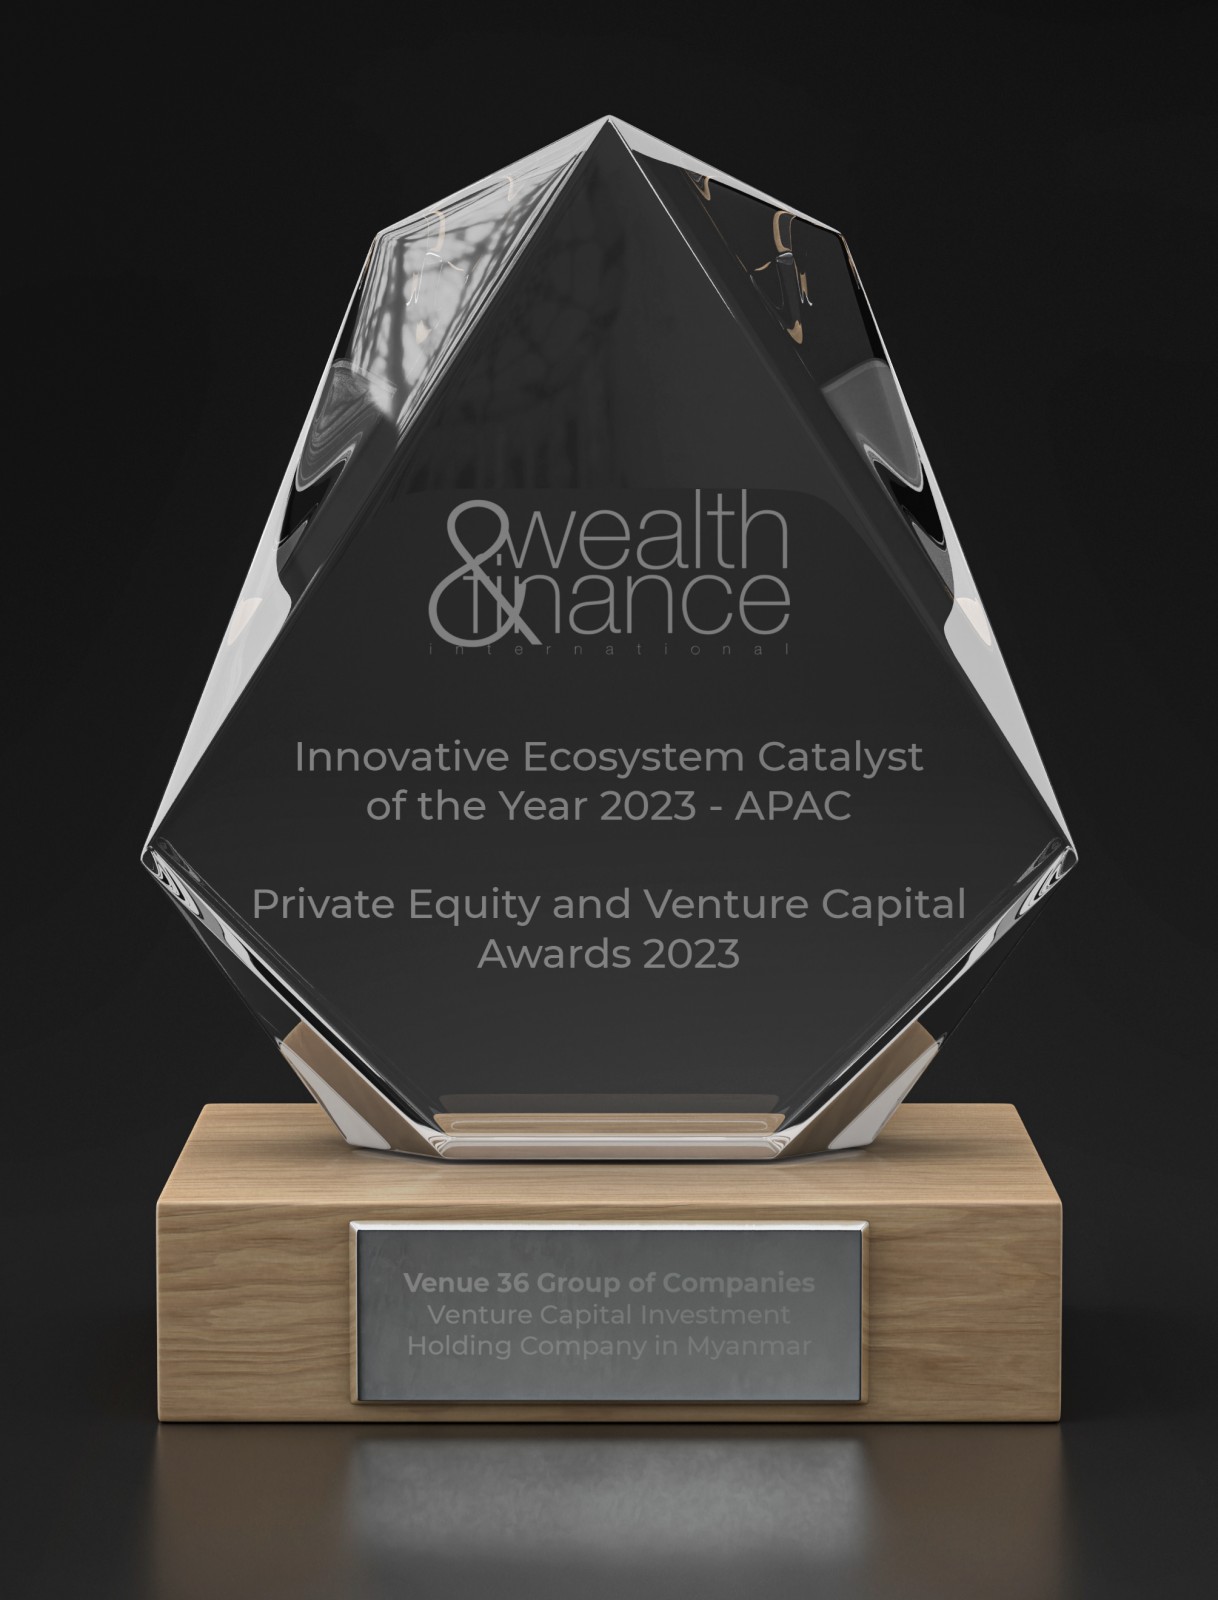 wealth
& finance
international
Innovative Ecosystem Catalyst
of the Year 2023 - APAC
Private Equity and Venture Capital
Awards 2023
Venue 36 Group of Companies
Venture Capital Investment
Holding Company in Myanmar